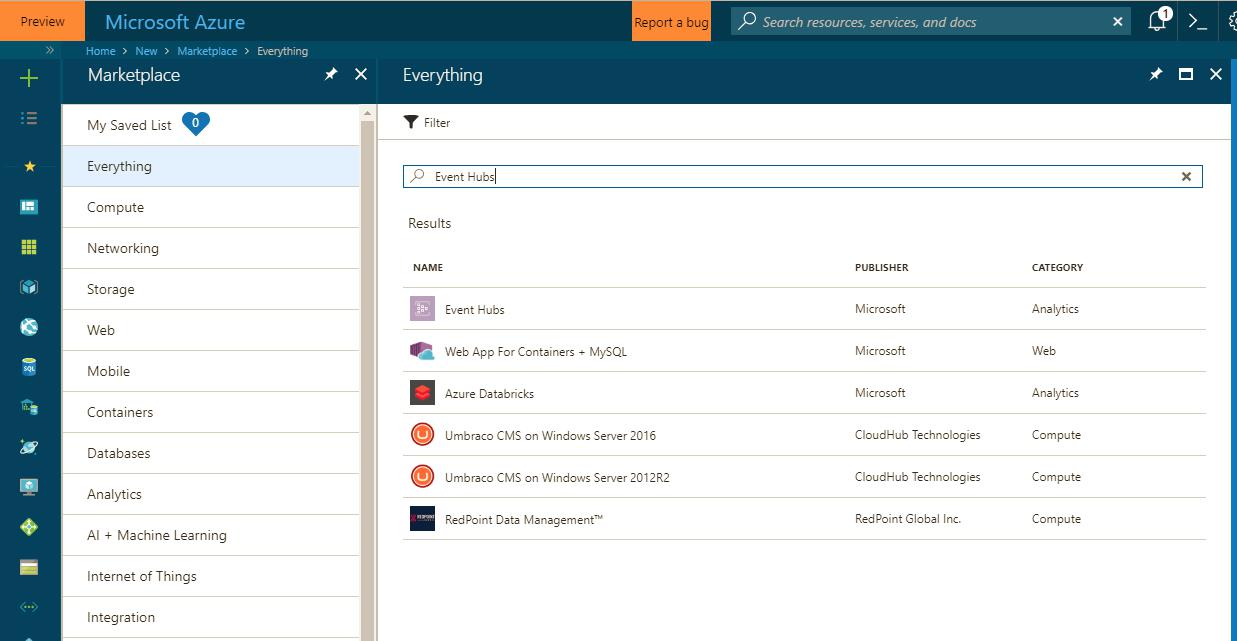 Preview
Microsoft Azure
Report a bug
Search resources, services, and docs
1
Home > New > Marketplace > Everything
Marketplace
My Saved List 0
Everything
Compute
Networking
Storage
Web
Mobile
Containers
Databases
Analytics
AI + Machine Learning
Internet of Things
Integration
Everything
Filter
Event Hubs
Results
NAME PUBLISHER CATEGORY
Event Hubs Microsoft Analytics
Web App For Containers + MySQL Microsoft Web
Azure Databricks Microsoft Analytics
Umbraco CMS on Windows Server 2016 CloudHub Technologies Compute
Umbraco CMS on Windows Server 2012R2 CloudHub Technologies Compute
RedPoint Data Management™ RedPoint Global Inc. Compute
SQL
REDPOINT